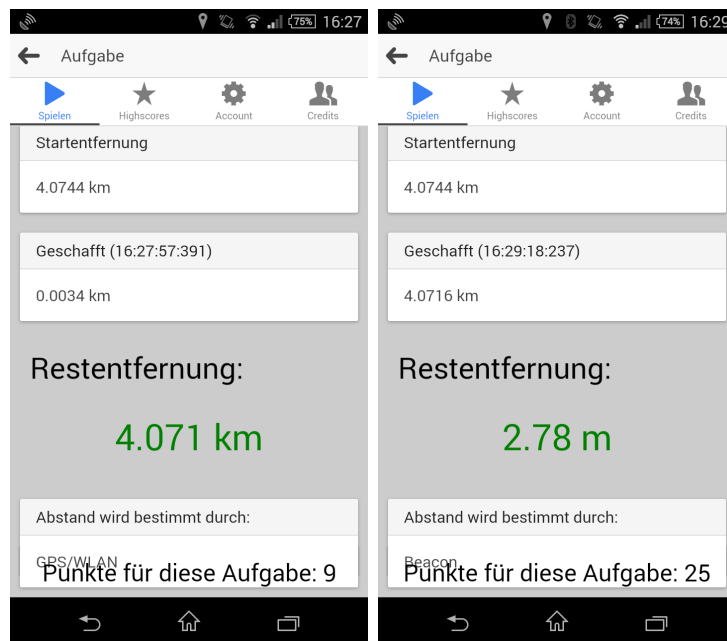 75% 16:27
Aufgabe
Spielen Highscores Account Credits
Startentfernung
4.0744 km
Geschafft (16:27:57:391)
0.0034 km
Restentfernung:
4.071 km
Abstand wird bestimmt durch:
GPS/WLAN
Punkte für diese Aufgabe: 9
74% 16:29
Aufgabe
Spielen Highscores Account Credits
Startentfernung
4.0744 km
Geschafft (16:29:18:237)
4.0716 km
Restentfernung:
2.78 m
Abstand wird bestimmt durch:
Beacon
Punkte für diese Aufgabe: 25